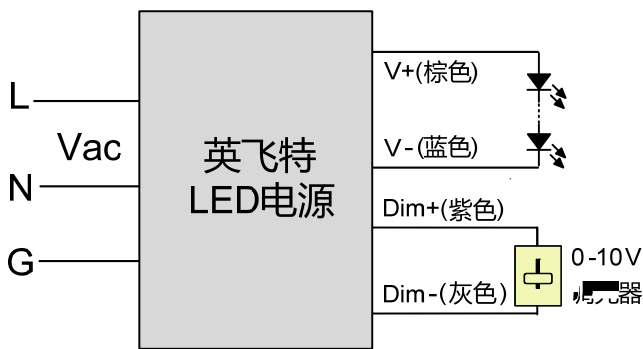 L
Vac
N
G
英飞特
LED电源
V+(棕色)
V-(蓝色)
Dim+(紫色)
Dim-(灰色)
0-10V